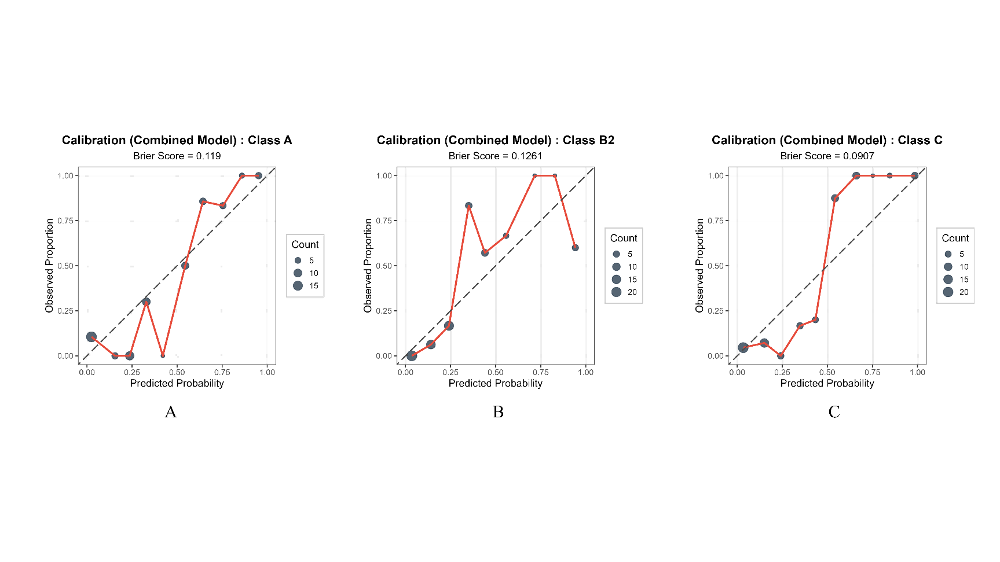 Calibration (Combined Model) : Class A
Brier Score = 0.119
Observed Proportion
1.00
0.75
0.50
0.25
0.00
0.00 0.25 0.50 0.75 1.00
Predicted Probability
Count
5
10
15
A
Calibration (Combined Model) : Class B2
Brier Score = 0.1261
Observed Proportion
1.00
0.75
0.50
0.25
0.00
0.00 0.25 0.50 0.75 1.00
Predicted Probability
Count
5
10
15
20
B
Calibration (Combined Model) : Class C
Brier Score = 0.0907
Observed Proportion
1.00
0.75
0.50
0.25
0.00
0.00 0.25 0.50 0.75 1.00
Predicted Probability
Count
5
10
15
20
C